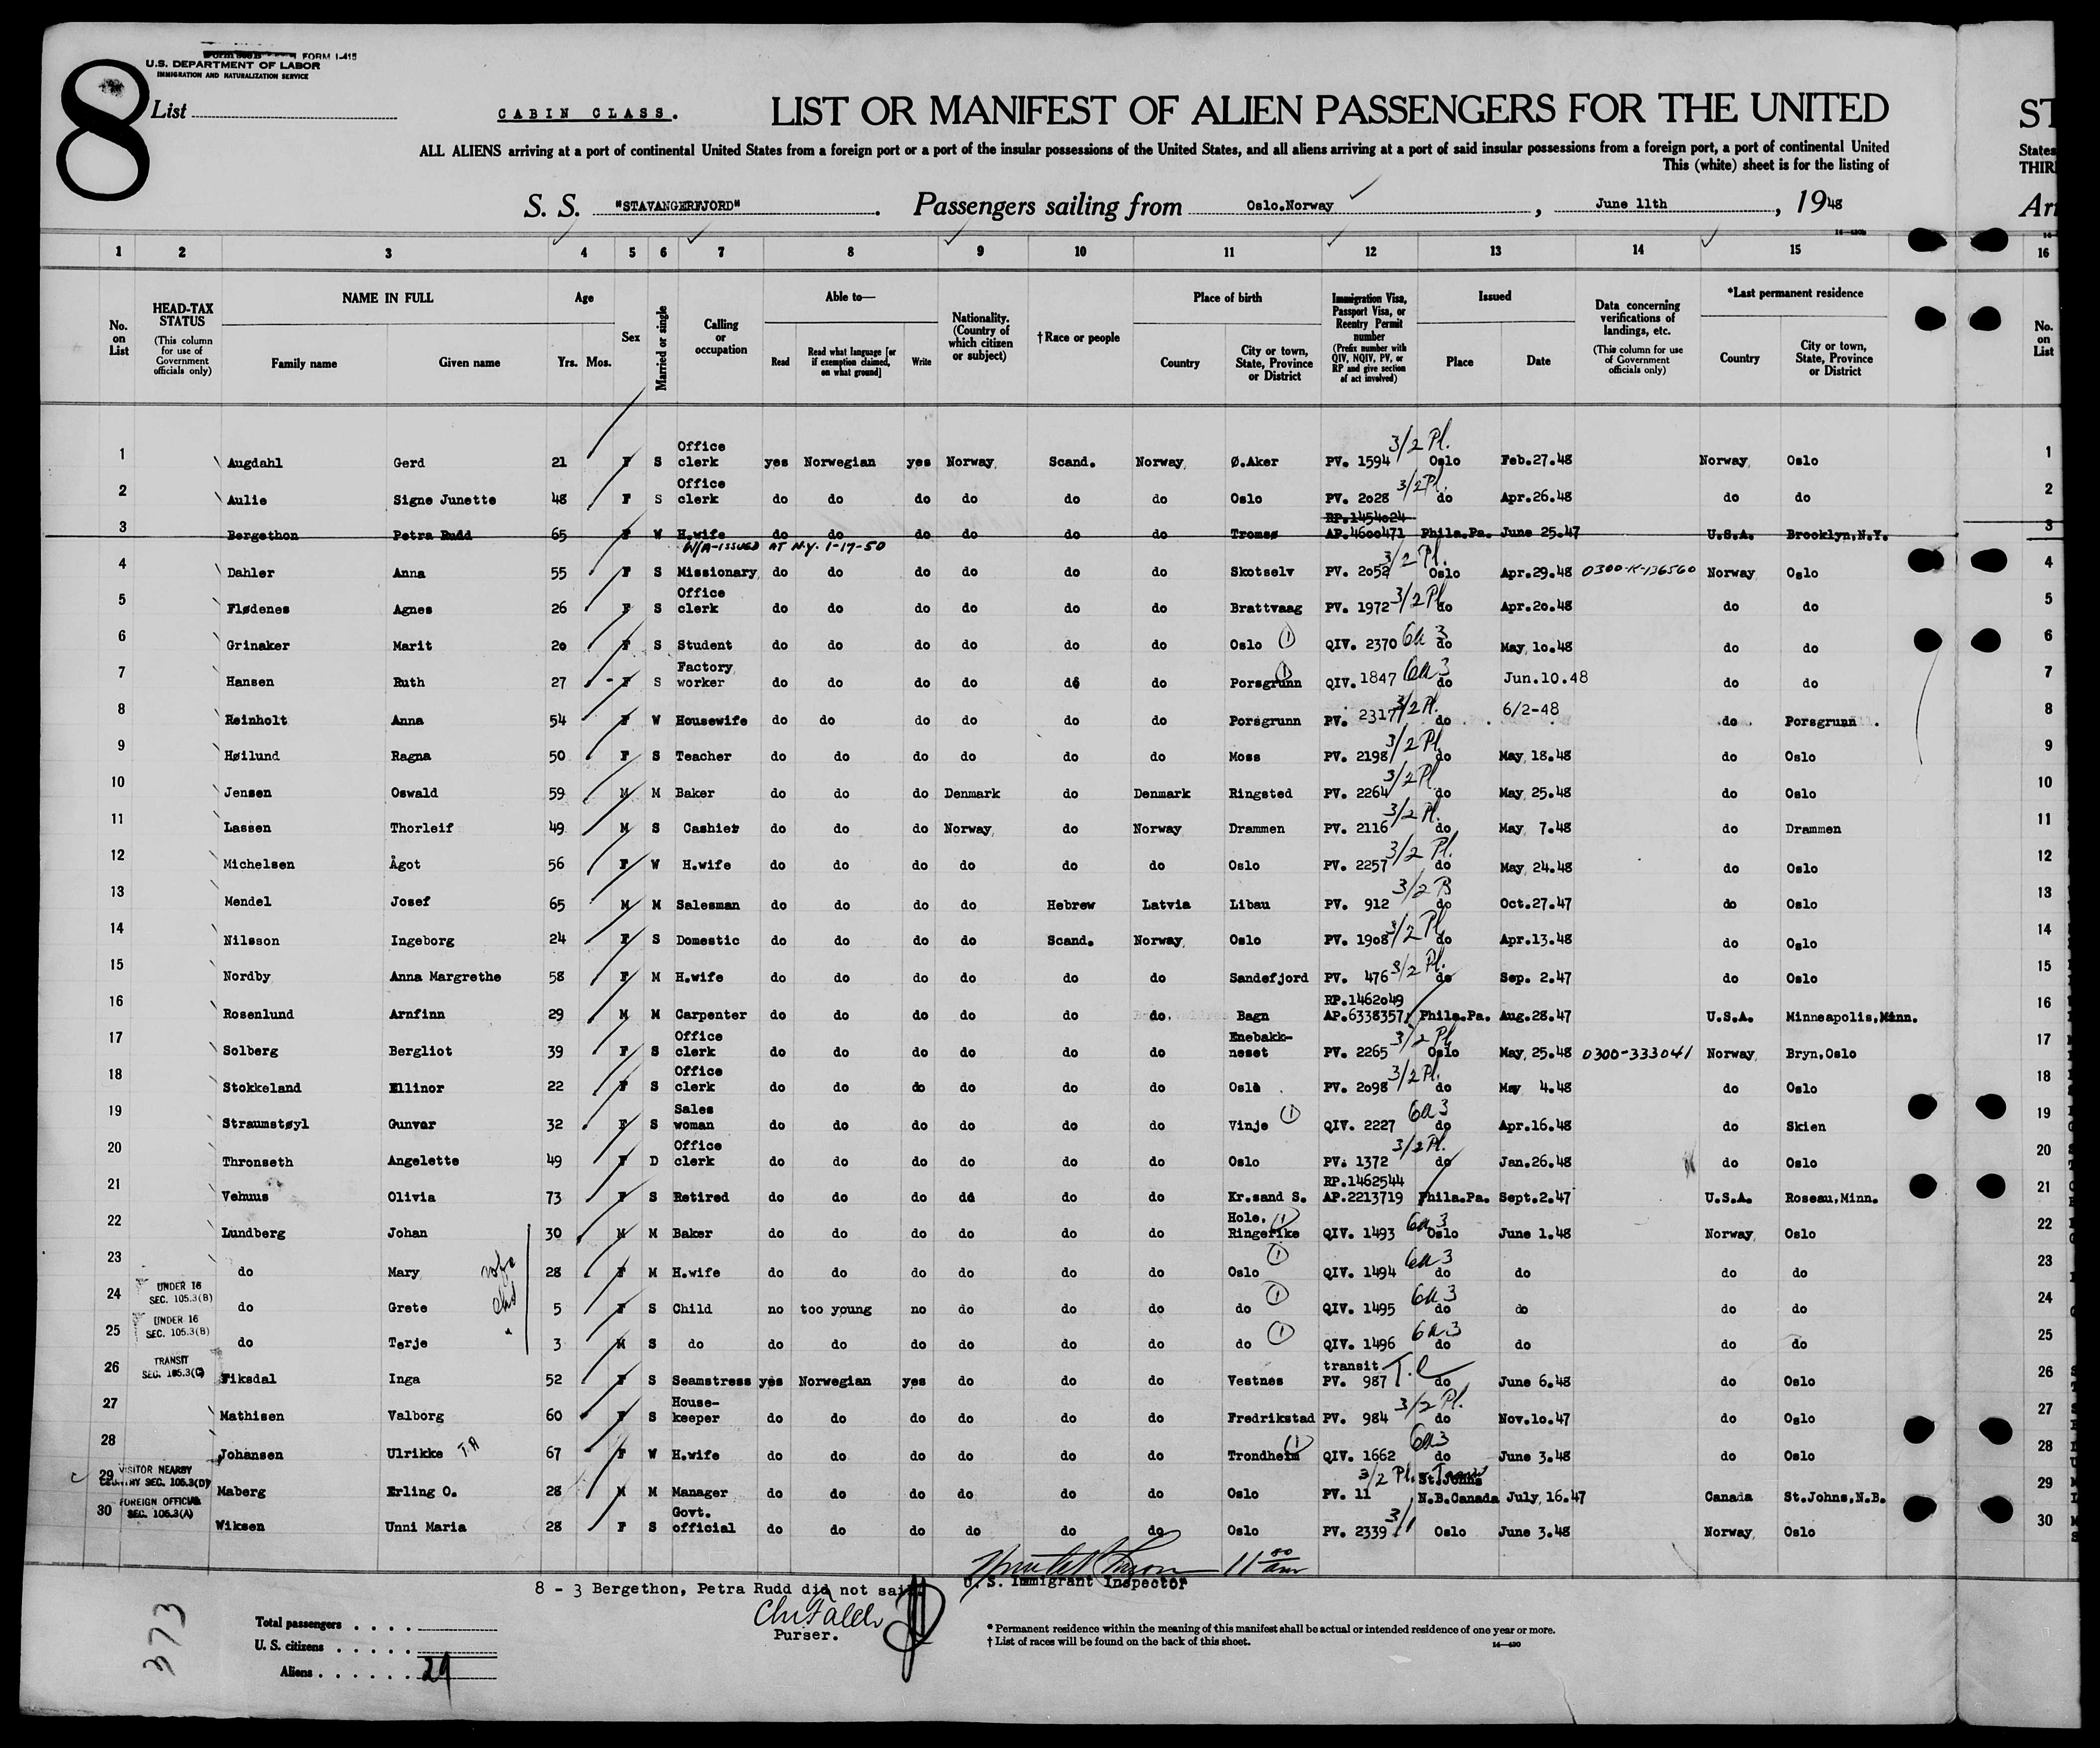 8
FORM I-415
U.S. DEPARTMENT OF LABOR
IMMIGRATION AND NATURALIZATION SERVICE
List
CABIN CLASS.
LIST OR MANIFEST OF ALIEN PASSENGERS FOR THE UNITED
ST
ALL ALIENS arriving at a port of continental United States from a foreign port or a port of the insular possessions of the United States, and all aliens arriving at a port of said insular possessions from a foreign port, a port of continental United
States
This (white) sheet is for the listing of
THIR
S. S. "STAVANGERFJORD". Passengers sailing from Oslo.Norway, June 11th, 1948
Arr
1 2 3 4 5 6 7 8 9 10 11 12 13 14 15 16
No. on List
HEAD-TAX STATUS (This column for use of Government officials only)
NAME IN FULL Family name Given name
Age Yrs. Mos.
Sex
Married or single
Calling or occupation
Able to— Read Read what language [or if exemption claimed, on what ground] Write
Nationality. (Country of which citizen or subject)
†Race or people
Place of birth Country City or town, State, Province or District
Immigration Visa, Passport Visa, or Reentry Permit number (Prefix number with QIV, NQIV, PV, or RP and give section of act involved)
Issued Place Date
Data concerning verifications of landings, etc. (This column for use of Government officials only)
*Last permanent residence Country City or town, State, Province or District
No. on List
1 Augdahl Gerd 21 F S Office clerk yes Norwegian yes Norway Scand. Norway Ø.Aker PV. 1594 3/2 Pl. Oslo Feb.27.48 Norway Oslo 1
2 Aulie Signe Junette 48 F S Office clerk do do do do do do Oslo PV. 2028 3/2 Pl. do Apr.26.48 do do 2
3 Bergethon Petra Rudd 65 F W H.wife do do do do do do Tromsø RP.1454024 AP.4600471 Phila.Pa. June 25.47 U.S.A. Brooklyn,N.Y. 3
W/A-ISSUED AT N.Y. 1-17-50
4 Dahler Anna 55 F S Missionary do do do do do do Skotselv PV. 2052 3/2 Pl. Oslo Apr.29.48 0300-K-136560 Norway Oslo 4
5 Flødenes Agnes 26 F S Office clerk do do do do do do Brattvaag PV. 1972 3/2 Pl do Apr.20.48 do do 5
6 Grinaker Marit 20 F S Student do do do do do do Oslo (1) QIV. 2370 6a3 do May 10.48 do do 6
7 Hansen Ruth 27 F S Factory worker do do do do do do Porsgrunn (1) QIV. 1847 6a3 do Jun.10.48 do do 7
8 Reinholt Anna 54 F W Housewife do do do do do do Porsgrunn PV. 2317 3/2 Pl. do 6/2-48 do Porsgrunn 8
9 Høilund Ragna 50 F S Teacher do do do do do do Moss PV. 2198 3/2 Pl do May 18.48 do Oslo 9
10 Jensen Oswald 59 M M Baker do do do Denmark do Denmark Ringsted PV. 2264 3/2 Pl do May 25.48 do Oslo 10
11 Lassen Thorleif 49 M S Cashier do do do Norway do Norway Drammen PV. 2116 3/2 Pl. do May 7.48 do Drammen 11
12 Michelsen Ågot 56 F W H.wife do do do do do do Oslo PV. 2257 3/2 Pl. do May 24.48 do Oslo 12
13 Mendel Josef 65 M M Salesman do do do do Hebrew Latvia Libau PV. 912 3/2 B do Oct.27.47 do Oslo 13
14 Nilsson Ingeborg 24 F S Domestic do do do do Scand. Norway Oslo PV. 1908 3/2 Pl do Apr.13.48 do Oslo 14
15 Nordby Anna Margrethe 58 F M H.wife do do do do do do Sandefjord PV. 476 3/2 Pl. do Sep. 2.47 do Oslo 15
16 Rosenlund Arnfinn 29 M M Carpenter do do do do do do. Bagn RP.1462049 AP.6338357 Phila.Pa. Aug.28.47 U.S.A. Minneapolis,Minn. 16
17 Solberg Bergliot 39 F S Office clerk do do do do do do Enebakk-neset PV. 2265 3/2 Pl Oslo May 25.48 0300-333041 Norway Bryn,Oslo 17
18 Stokkeland Ellinor 22 F S Office clerk do do do do do do Oslo PV. 2098 3/2 Pl. do May 4.48 do Oslo 18
19 Straumstøyl Gunvar 32 F S Sales woman do do do do do do Vinje (1) QIV. 2227 6a3 do Apr.16.48 do Skien 19
20 Thronseth Angelette 49 F D Office clerk do do do do do do Oslo PV. 1372 3/2 Pl. do Jan.26.48 do Oslo 20
21 Vehuus Olivia 73 F S Retired do do do do do do Kr.sand S. RP.1462544 AP.2213719 Phila.Pa. Sept.2.47 U.S.A. Roseau,Minn. 21
22 Lundberg Johan 30 M M Baker do do do do do do Hole, Ringerike (1) QIV. 1493 6a3 Oslo June 1.48 Norway Oslo 22
23 do Mary wife 28 F M H.wife do do do do do do Oslo (1) QIV. 1494 6a3 do do do do 23
24 UNDER 16 SEC. 105.3(B) do Grete chd 5 F S Child no too young no do do do do (1) QIV. 1495 6a3 do do do do 24
25 UNDER 16 SEC. 105.3(B) do Terje " 3 M S do do do do do do do do (1) QIV. 1496 6a3 do do do do 25
26 TRANSIT SEC. 105.3(C) Fiksdal Inga 52 F S Seamstress yes Norwegian yes do do do Vestnes transit PV. 987 T.C do June 6.48 do Oslo 26
27 Mathisen Valborg 60 F S House-keeper do do do do do do Fredrikstad PV. 984 3/2 Pl. do Nov.10.47 do Oslo 27
28 Johansen Ulrikke T.A 67 F W H.wife do do do do do do Trondheim (1) QIV. 1662 6a3 do June 3.48 do Oslo 28
29 VISITOR NEARBY COUNTRY SEC. 105.3(D) Maberg Erling O. 28 M M Manager do do do do do do Oslo PV. 11 3/2 Pl. St.Johns N.B.Canada July 16.47 Canada St.Johns,N.B. 29
30 FOREIGN OFFICIAL SEC. 105.3(A) Wiksen Unni Maria 28 F S Govt. official do do do do do do Oslo PV. 2339 3/1 Oslo June 3.48 Norway Oslo 30
11 00 am
8 - 3 Bergethon, Petra Rudd did not sail.
U.S. Immigrant Inspector
Purser.
373
Total passengers
U. S. citizens
Aliens 29
* Permanent residence within the meaning of this manifest shall be actual or intended residence of one year or more.
† List of races will be found on the back of this sheet.
16—430